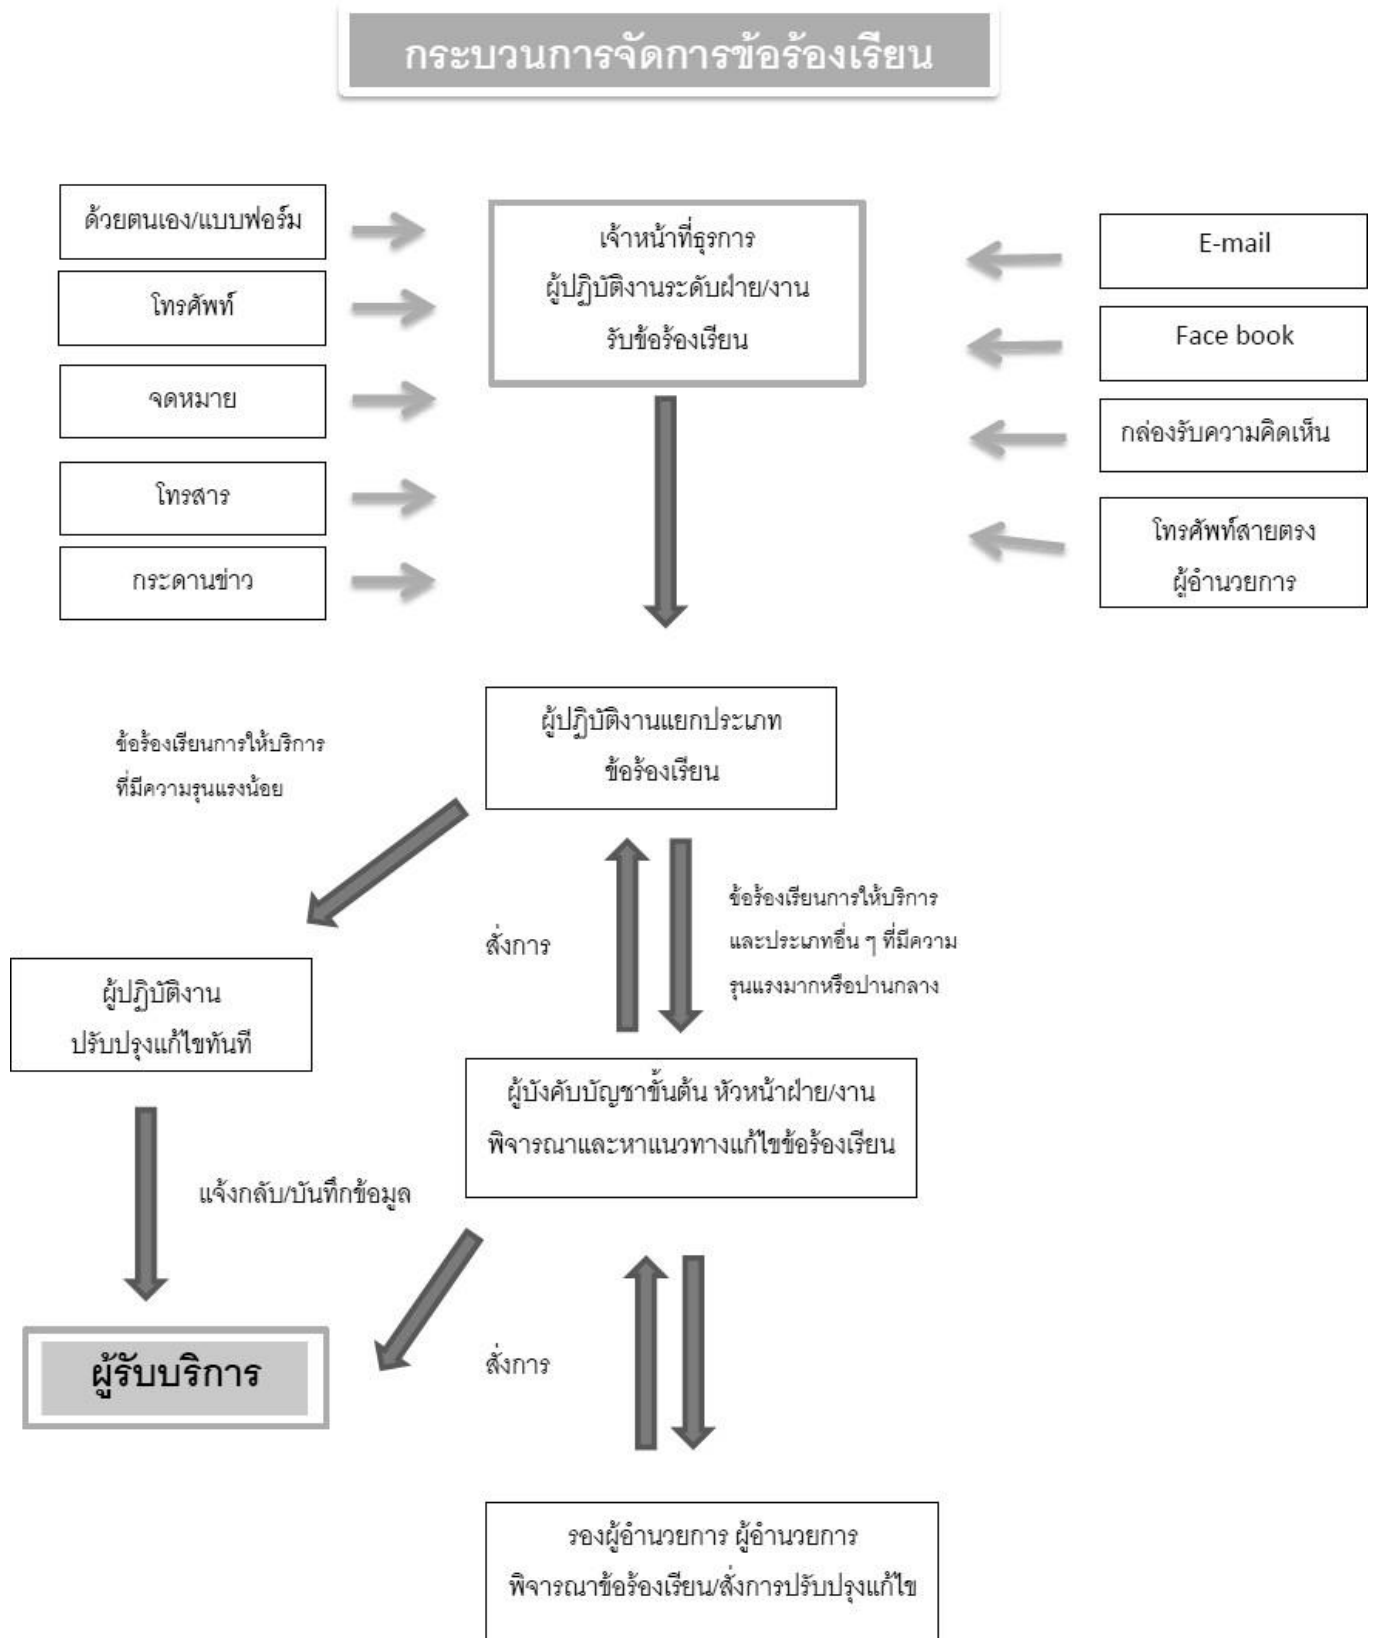 กระบวนการจัดการข้อร้องเรียน
ด้วยตนเอง/แบบฟอร์ม
โทรศัพท์
จดหมาย
โทรสาร
กระดานข่าว
เจ้าหน้าที่ธุรการ
ผู้ปฏิบัติงานระดับฝ่าย/งาน
รับข้อร้องเรียน
E-mail
Face book
กล่องรับความคิดเห็น
โทรศัพท์สายตรง
ผู้อำนวยการ
ผู้ปฏิบัติงานแยกประเภท
ข้อร้องเรียน
ข้อร้องเรียนการให้บริการ
ที่มีความรุนแรงน้อย
สั่งการ
ข้อร้องเรียนการให้บริการ
และประเภทอื่น ๆ ที่มีความ
รุนแรงมากหรือปานกลาง
ผู้ปฏิบัติงาน
ปรับปรุงแก้ไขทันที
ผู้บังคับบัญชาขั้นต้น หัวหน้าฝ่าย/งาน
พิจารณาและหาแนวทางแก้ไขข้อร้องเรียน
แจ้งกลับ/บันทึกข้อมูล
ผู้รับบริการ
สั่งการ
รองผู้อำนวยการ ผู้อำนวยการ
พิจารณาข้อร้องเรียน/สั่งการปรับปรุงแก้ไข